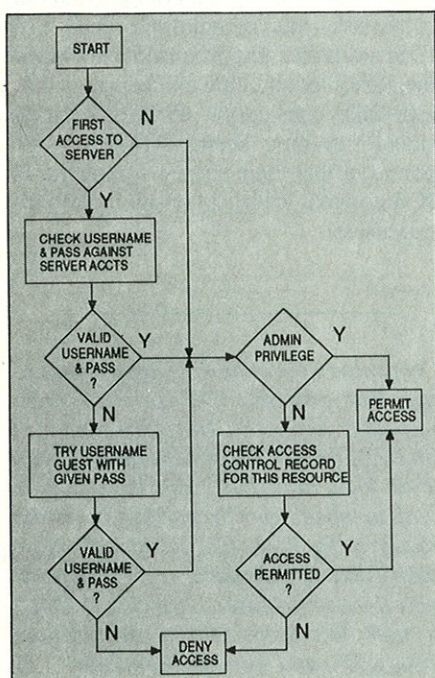 START
FIRST
ACCESS TO
SERVER
N
Y
CHECK USERNAME
& PASS AGAINST
SERVER ACCTS
VALID
USERNAME
& PASS
?
Y
N
TRY USERNAME
GUEST WITH
GIVEN PASS
VALID
USERNAME
& PASS
?
Y
N
ADMIN
PRIVILEGE
Y
N
PERMIT
ACCESS
CHECK ACCESS
CONTROL RECORD
FOR THIS RESOURCE
ACCESS
PERMITTED
?
Y
N
DENY
ACCESS